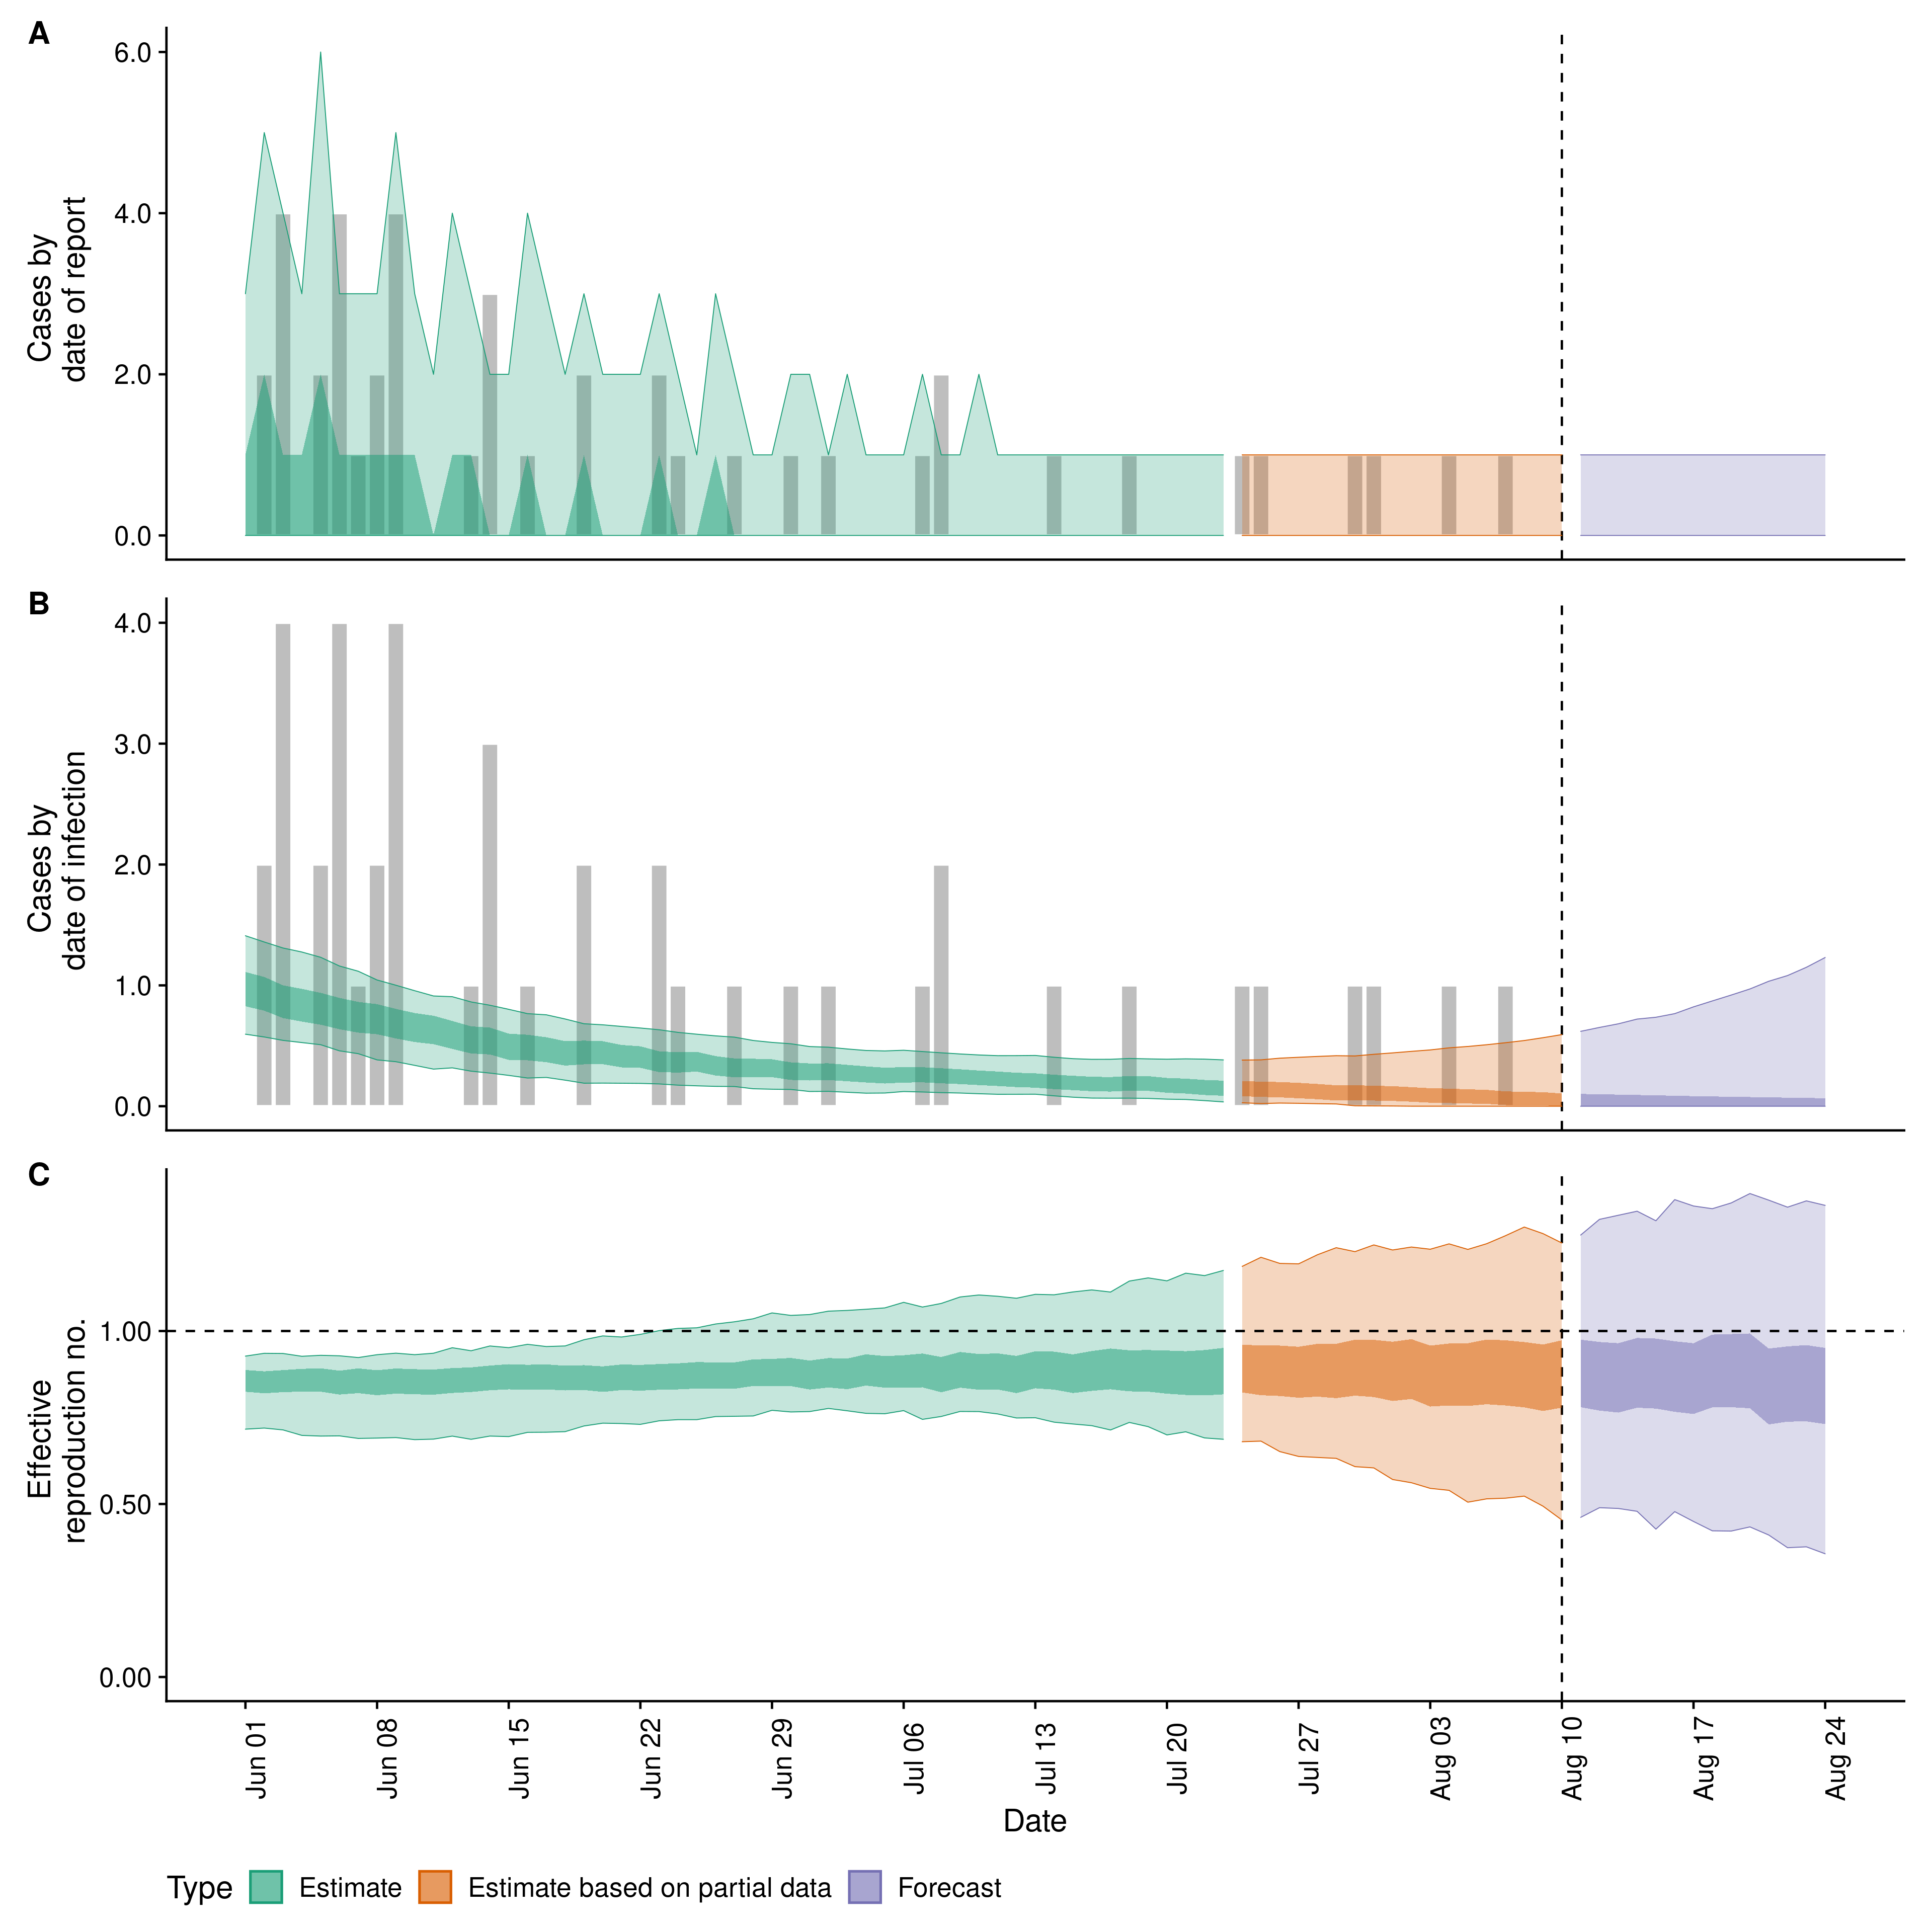 A
Cases by
date of report
6.0
4.0
2.0
0.0
B
Cases by
date of infection
4.0
3.0
2.0
1.0
0.0
C
Effective
reproduction no.
1.00
0.50
0.00
Jun 01
Jun 08
Jun 15
Jun 22
Jun 29
Jul 06
Jul 13
Jul 20
Jul 27
Aug 03
Aug 10
Aug 17
Aug 24
Date
Type Estimate Estimate based on partial data Forecast